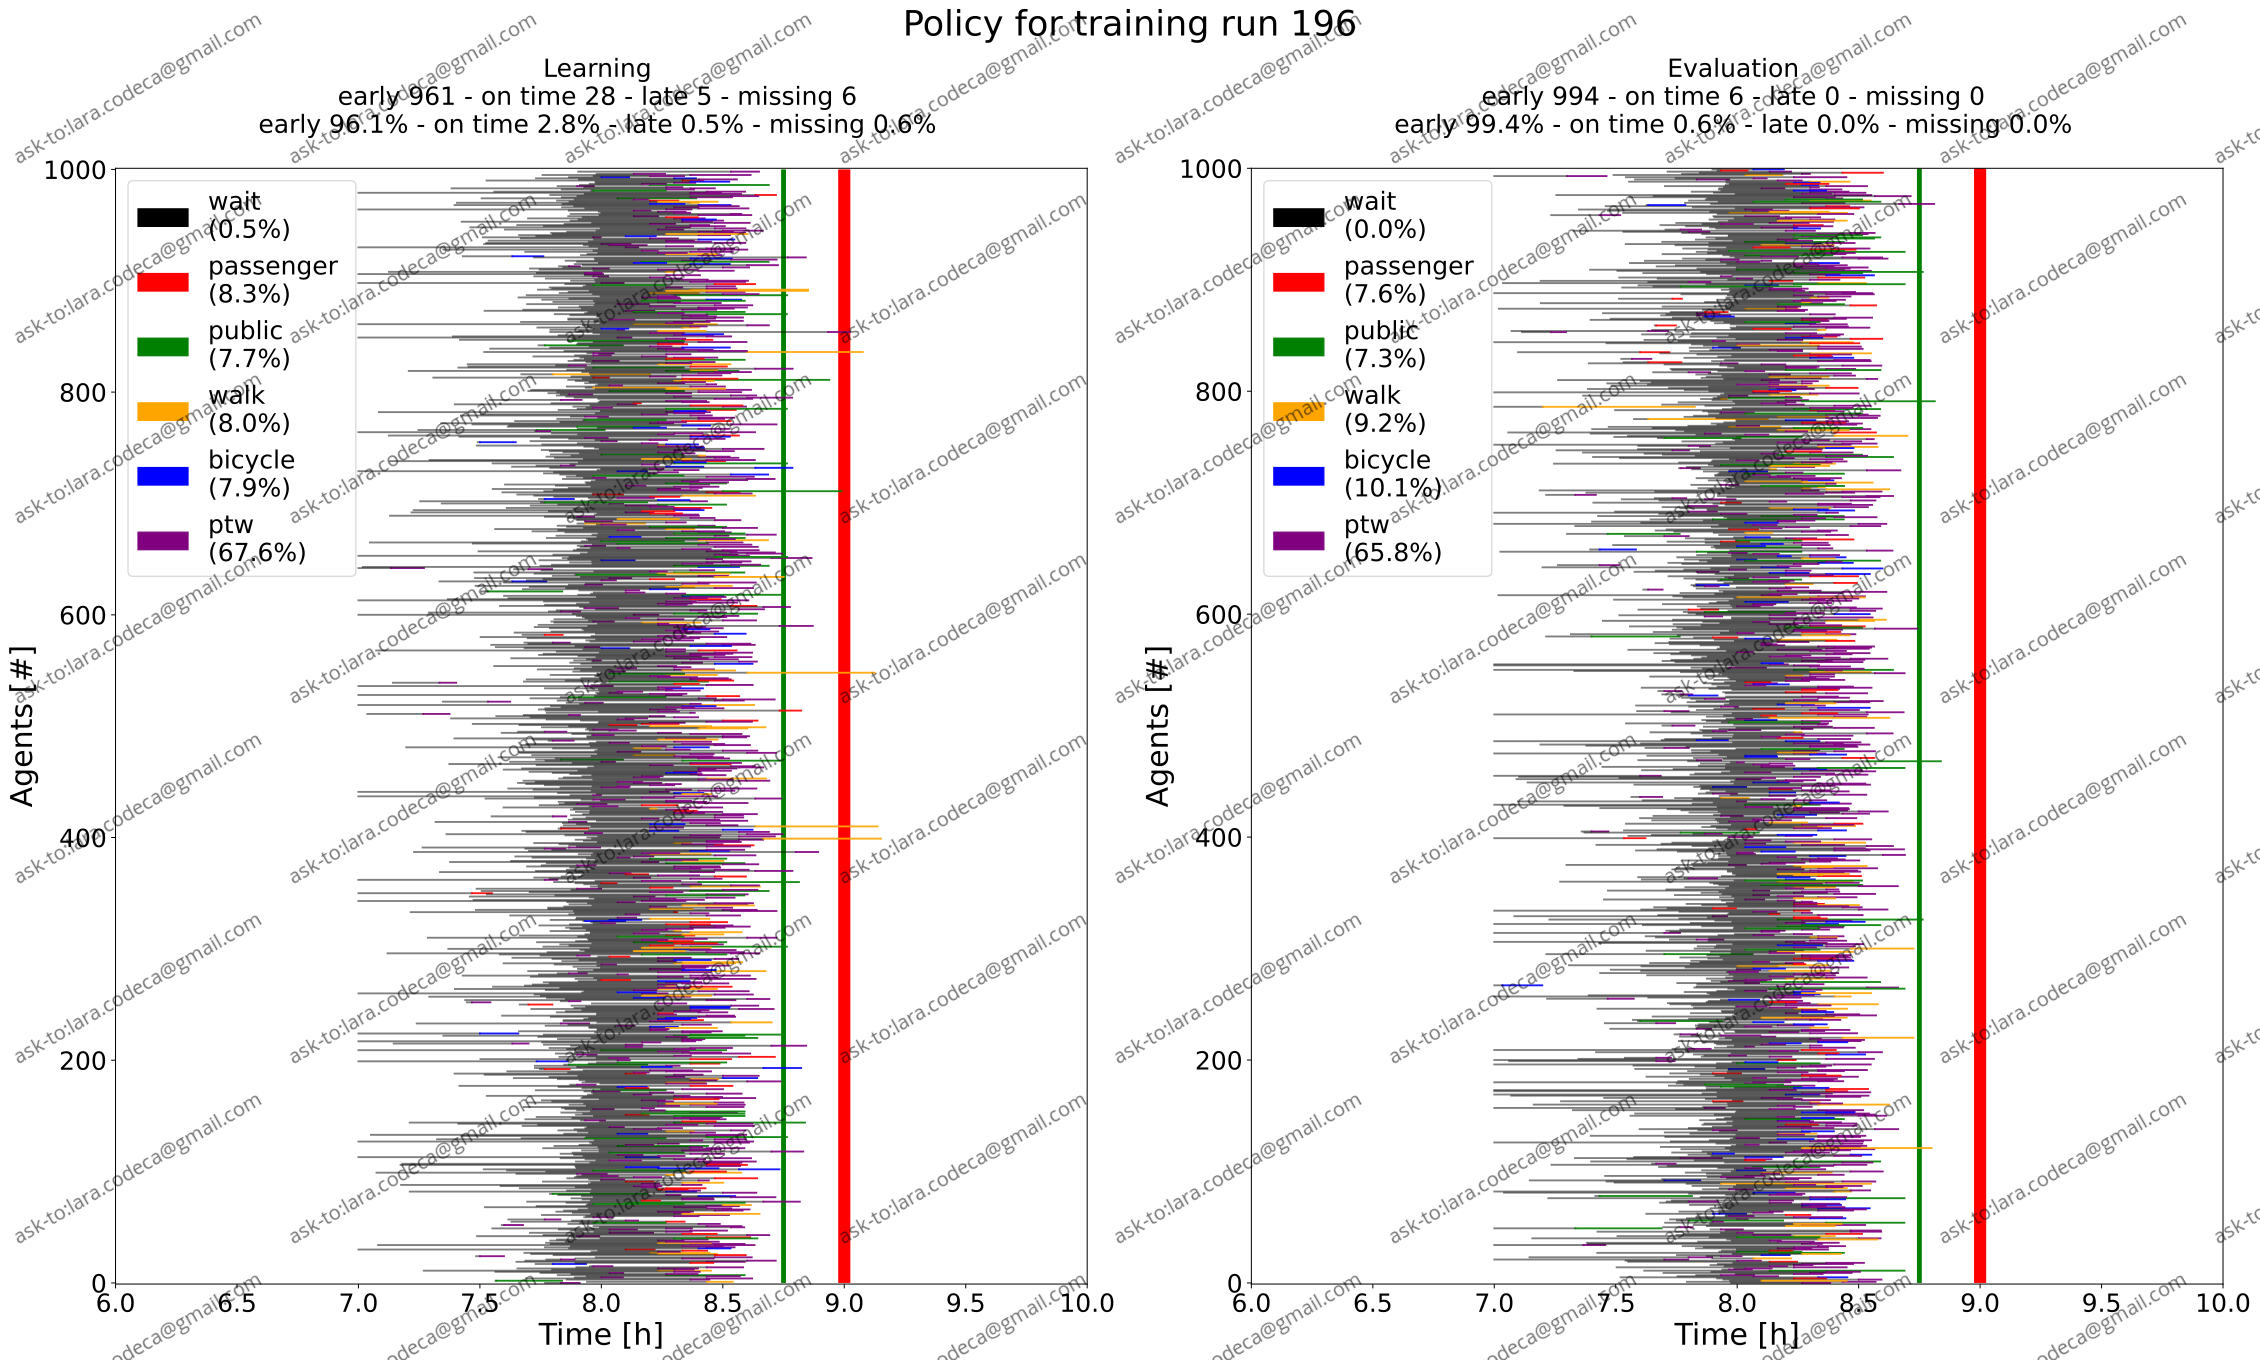 Policy for training run 196
Learning
early 961 - on time 28 - late 5 - missing 6
early 96.1% - on time 2.8% - late 0.5% - missing 0.6%
1000
800
600
400
200
0
Agents [#]
wait
(0.5%)
passenger
(8.3%)
public
(7.7%)
walk
(8.0%)
bicycle
(7.9%)
ptw
(67.6%)
6.0 6.5 7.0 7.5 8.0 8.5 9.0 9.5 10.0
Time [h]
Evaluation
early 994 - on time 6 - late 0 - missing 0
early 99.4% - on time 0.6% - late 0.0% - missing 0.0%
1000
800
600
400
200
0
Agents [#]
wait
(0.0%)
passenger
(7.6%)
public
(7.3%)
walk
(9.2%)
bicycle
(10.1%)
ptw
(65.8%)
6.0 6.5 7.0 7.5 8.0 8.5 9.0 9.5 10.0
Time [h]
ask-to:lara.codeca@gmail.com